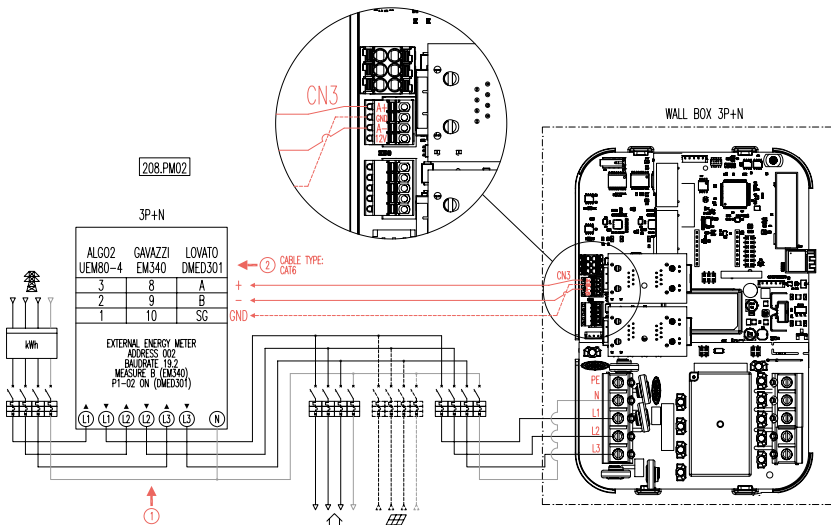 CN3
A+
GND
A-
12V
WALL BOX 3P+N
208.PM02
3P+N
ALGO2 GAVAZZI LOVATO
UEM80-4 EM340 DMED301
3 8 A +
2 9 B -
1 10 SG GND
2 CABLE TYPE:
CAT6
CN3
EXTERNAL ENERGY METER
ADDRESS 002
BAUDRATE 19.2
MEASURE B (EM340)
P1-02 ON (DMED301)
kWh
L1 L1 L2 L2 L3 L3 N
PE
N
L1
L2
L3
1